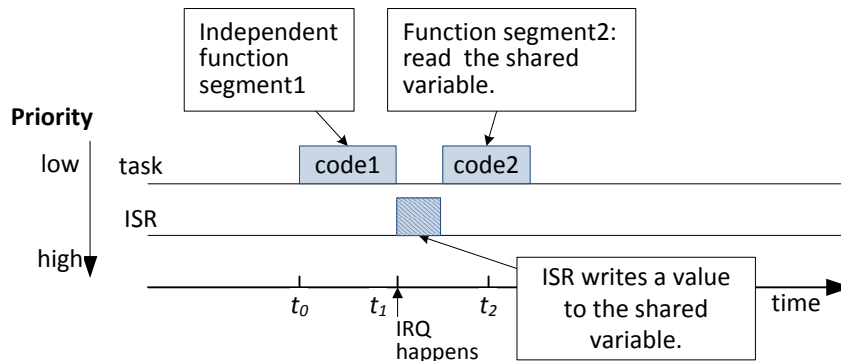 Independent
function
segment1
Function segment2:
read the shared
variable.
Priority
low
task
code1
code2
ISR
high
ISR writes a value
to the shared
variable.
t0
t1
t2
time
IRQ
happens